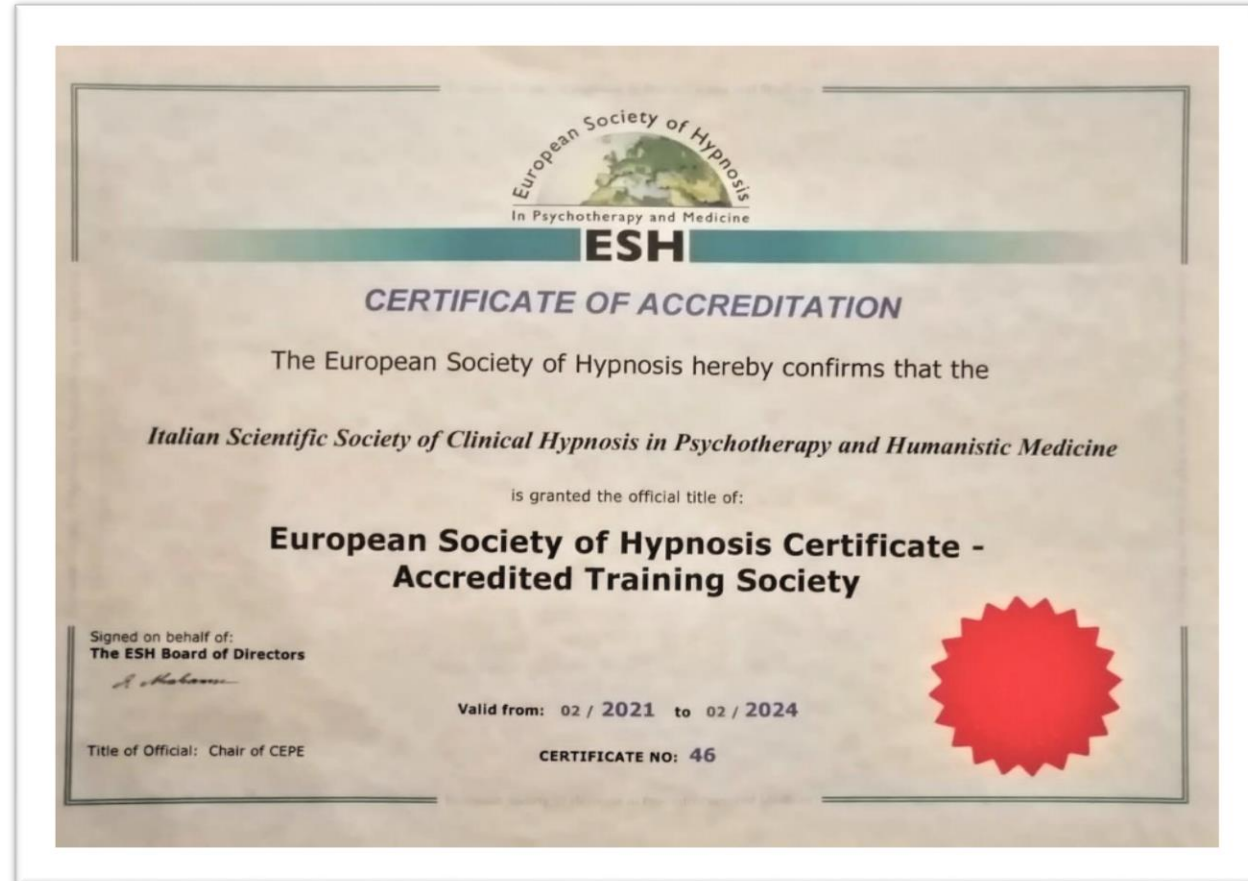 European Society of Hypnosis
In Psychotherapy and Medicine
ESH
CERTIFICATE OF ACCREDITATION
The European Society of Hypnosis hereby confirms that the
Italian Scientific Society of Clinical Hypnosis in Psychotherapy and Humanistic Medicine
is granted the official title of:
European Society of Hypnosis Certificate -
Accredited Training Society
Signed on behalf of:
The ESH Board of Directors
Valid from: 02 / 2021 to 02 / 2024
Title of Official: Chair of CEPE
CERTIFICATE NO: 46